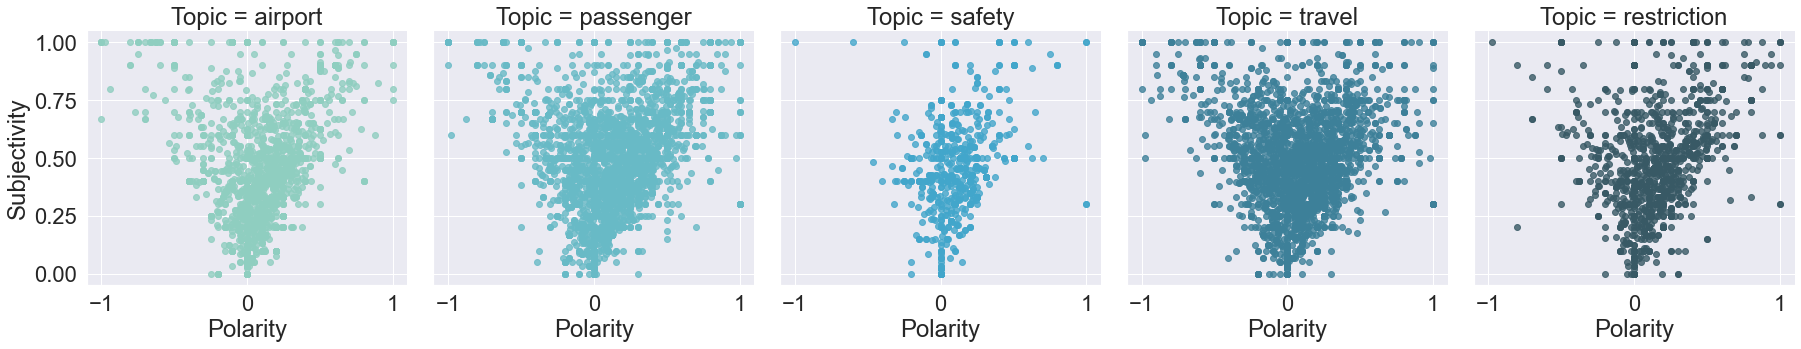 Topic = airport Topic = passenger Topic = safety Topic = travel Topic = restriction
1.00
0.75
0.50
0.25
0.00
Subjectivity
−1 0 1 −1 0 1 −1 0 1 −1 0 1 −1 0 1
Polarity Polarity Polarity Polarity Polarity